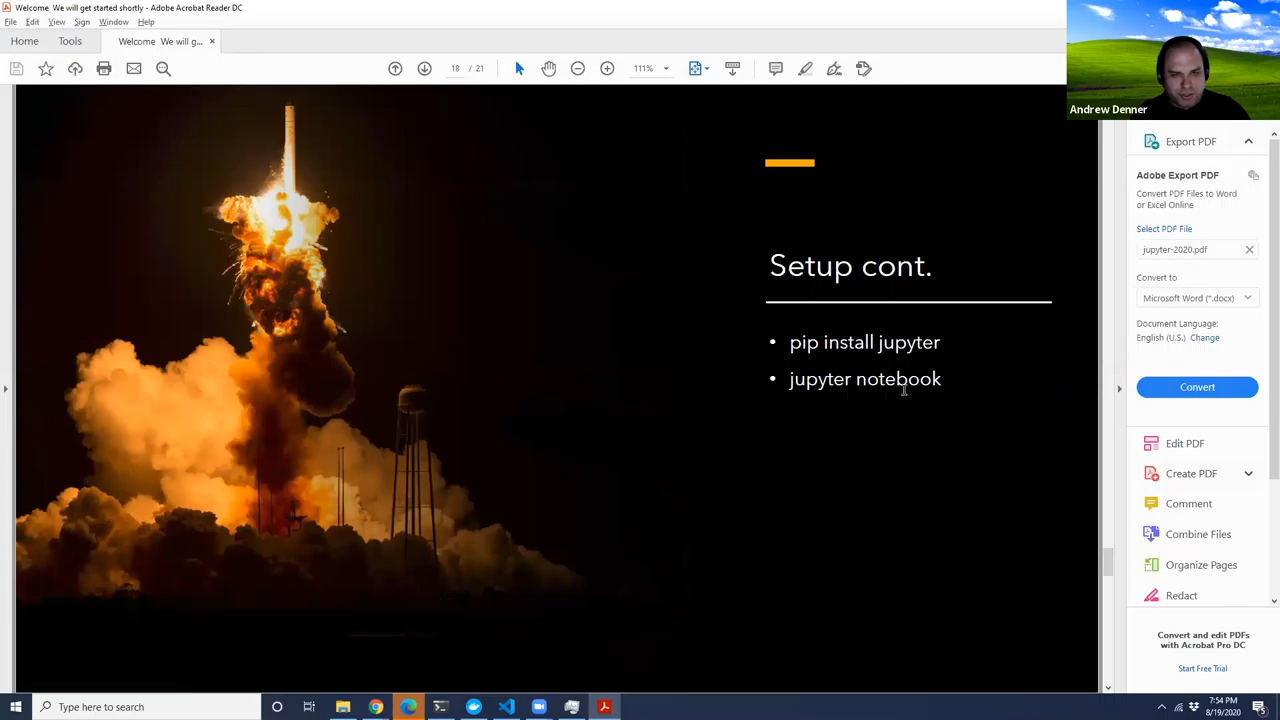 Welcome  We will get started shortly - Adobe Acrobat Reader DC
File Edit View Sign Window Help
Home Tools Welcome We will g... ×
18 / 21 111%
Andrew Denner
Setup cont.
• pip install jupyter
• jupyter notebook
Export PDF
Adobe Export PDF
Convert PDF Files to Word
or Excel Online
Select PDF File
jupyter-2020.pdf
Convert to
Microsoft Word (*.docx)
Document Language:
English (U.S.) Change
Convert
Edit PDF
Create PDF
Comment
Combine Files
Organize Pages
Redact
Convert and edit PDFs
with Acrobat Pro DC
Start Free Trial
Type here to search
7:54 PM
8/19/2020
5